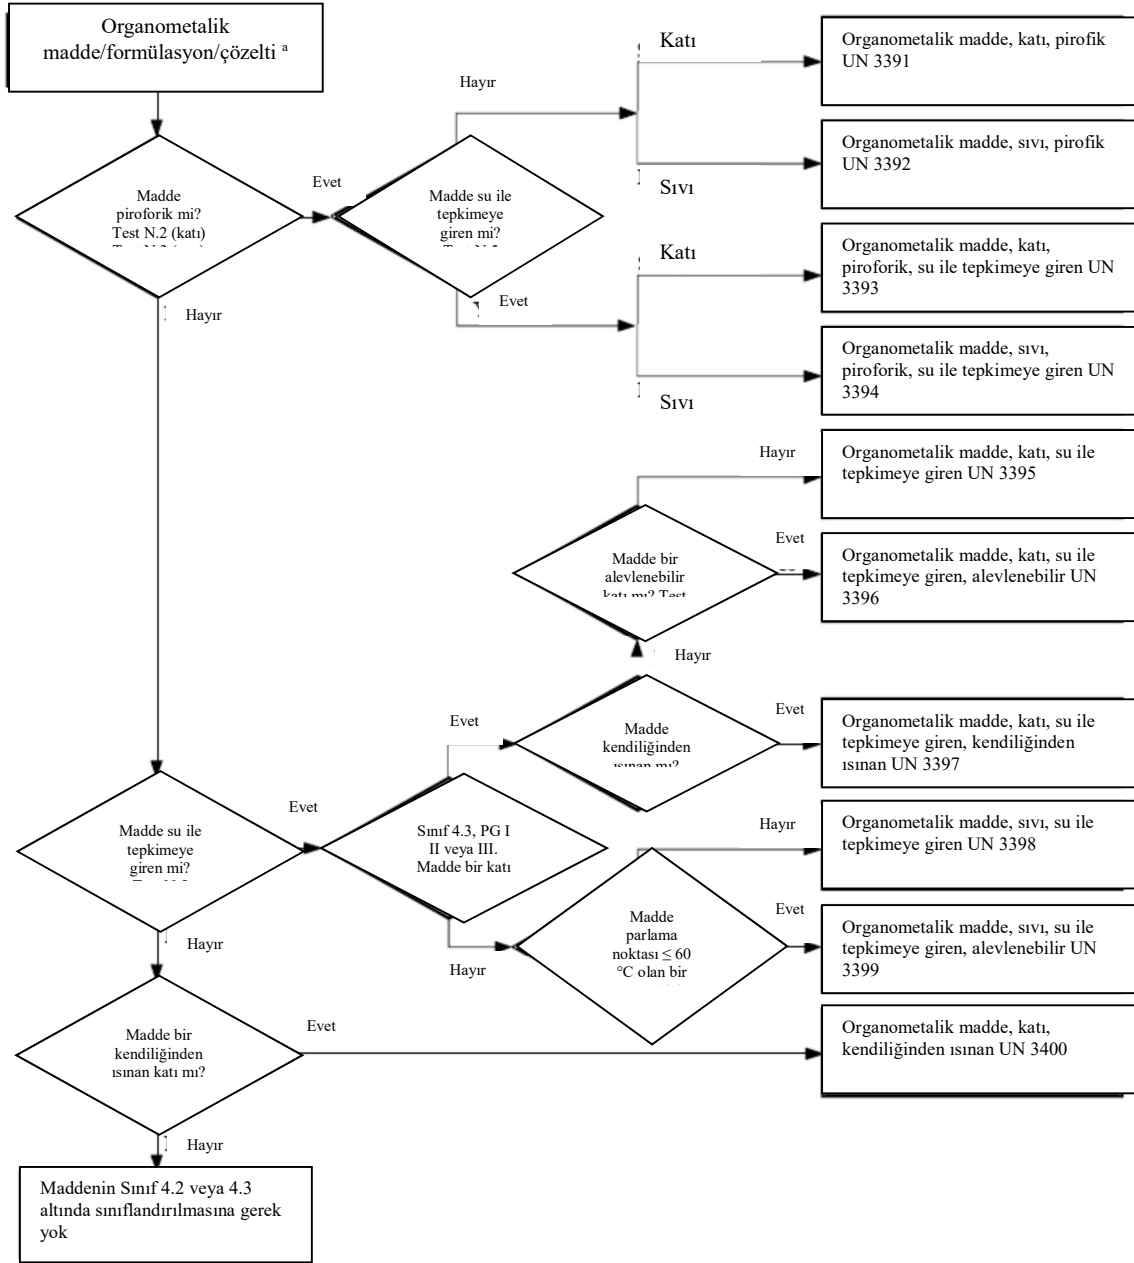 Organometalik
madde/formülasyon/çözelti ª
Katı
Organometalik madde, katı, pirofik
UN 3391
Hayır
Organometalik madde, sıvı, pirofik
UN 3392
Sıvı
Evet
Madde
piroforik mi?
Test N.2 (katı)
Madde su ile
tepkimeye
giren mi?
Katı
Organometalik madde, katı,
piroforik, su ile tepkimeye giren UN
3393
Evet
Hayır
Organometalik madde, sıvı,
piroforik, su ile tepkimeye giren UN
3394
Sıvı
Hayır
Organometalik madde, katı, su ile
tepkimeye giren UN 3395
Evet
Madde bir
alevlenebilir
katı mı? Test
Organometalik madde, katı, su ile
tepkimeye giren, alevlenebilir UN
3396
Hayır
Evet
Evet
Madde
kendiliğinden
ısınan mı?
Organometalik madde, katı, su ile
tepkimeye giren, kendiliğinden
ısınan UN 3397
Evet
Madde su ile
tepkimeye
giren mi?
Sınıf 4.3, PG I
II veya III.
Madde bir katı
Hayır
Organometalik madde, sıvı, su ile
tepkimeye giren UN 3398
Evet
Madde
parlama
noktası ≤ 60
°C olan bir
Organometalik madde, sıvı, su ile
tepkimeye giren, alevlenebilir UN
3399
Hayır
Hayır
Evet
Madde bir
kendiliğinden
ısınan katı mı?
Organometalik madde, katı,
kendiliğinden ısınan UN 3400
Hayır
Maddenin Sınıf 4.2 veya 4.3
altında sınıflandırılmasına gerek
yok